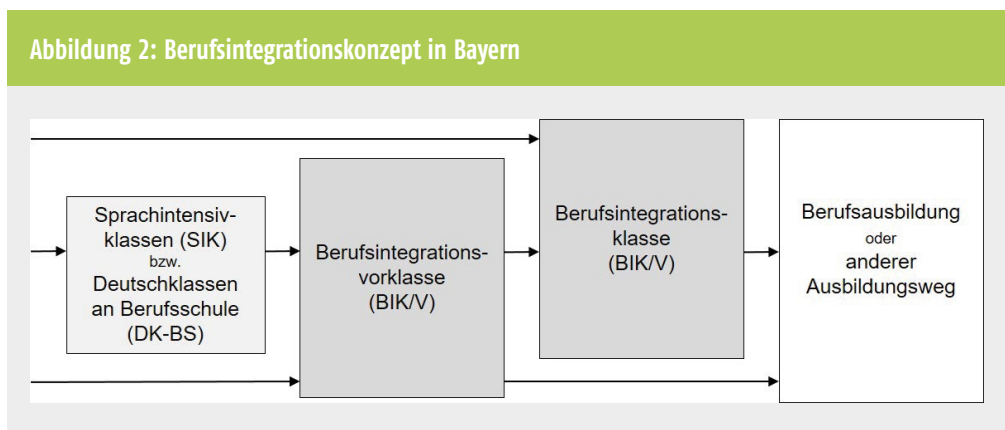 Abbildung 2: Berufsintegrationskonzept in Bayern
Sprachintensiv-
klassen (SIK)
bzw.
Deutschklassen
an Berufsschule
(DK-BS)
Berufsintegrations-
vorklasse
(BIK/V)
Berufsintegrations-
klasse
(BIK/V)
Berufsausbildung
oder
anderer
Ausbildungsweg